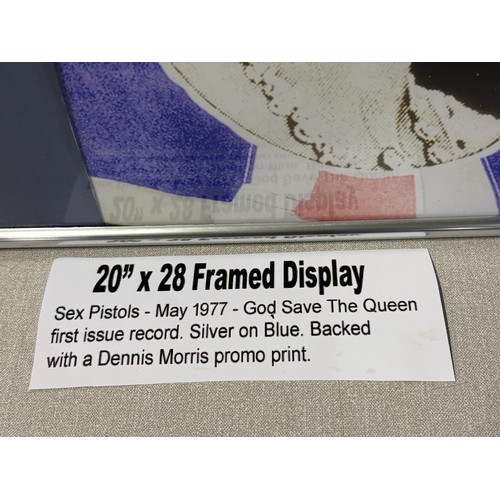 20” x 28 Framed Display
Sex Pistols - May 1977 - God Save The Queen
first issue record. Silver on Blue. Backed
with a Dennis Morris promo print.